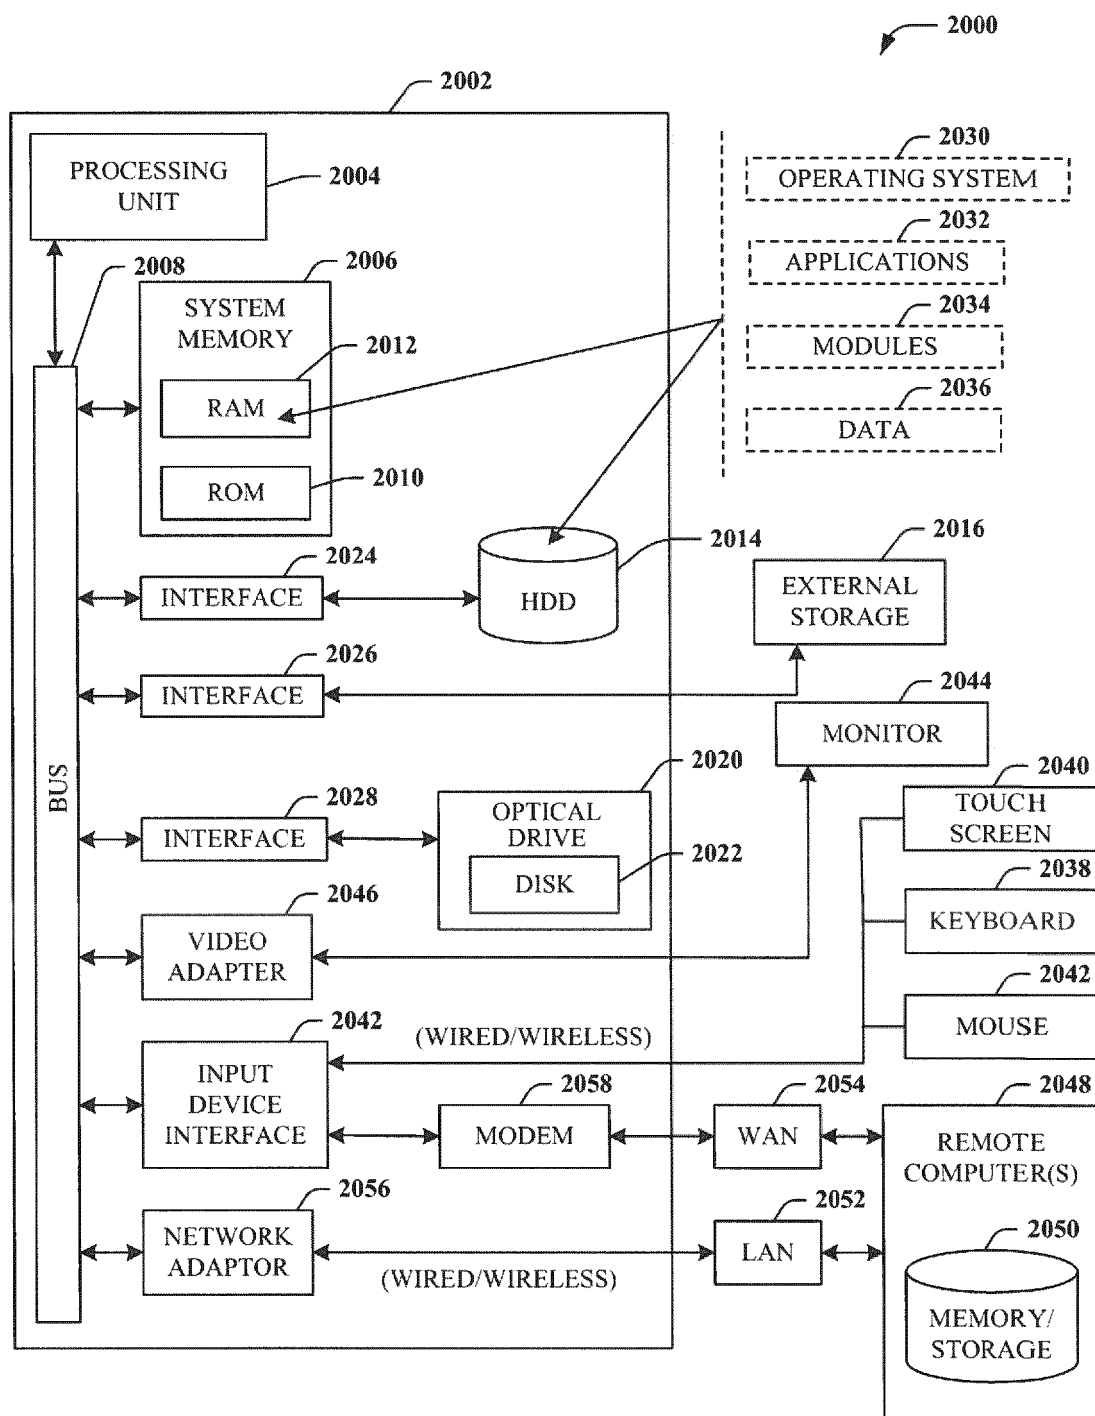 2000
2002
2030
OPERATING SYSTEM
PROCESSING
UNIT
2004
2032
APPLICATIONS
2008
2006
SYSTEM
MEMORY
2034
MODULES
2012
RAM
2036
DATA
2010
ROM
2024
INTERFACE
2014
HDD
2016
EXTERNAL
STORAGE
2026
INTERFACE
2044
MONITOR
BUS
2028
INTERFACE
2020
OPTICAL
DRIVE
2022
DISK
2040
TOUCH
SCREEN
2038
KEYBOARD
2046
VIDEO
ADAPTER
2042
MOUSE
2042
INPUT
DEVICE
INTERFACE
(WIRED/WIRELESS)
2058
MODEM
2054
WAN
2048
REMOTE
COMPUTER(S)
2056
NETWORK
ADAPTOR
(WIRED/WIRELESS)
2052
LAN
2050
MEMORY/
STORAGE